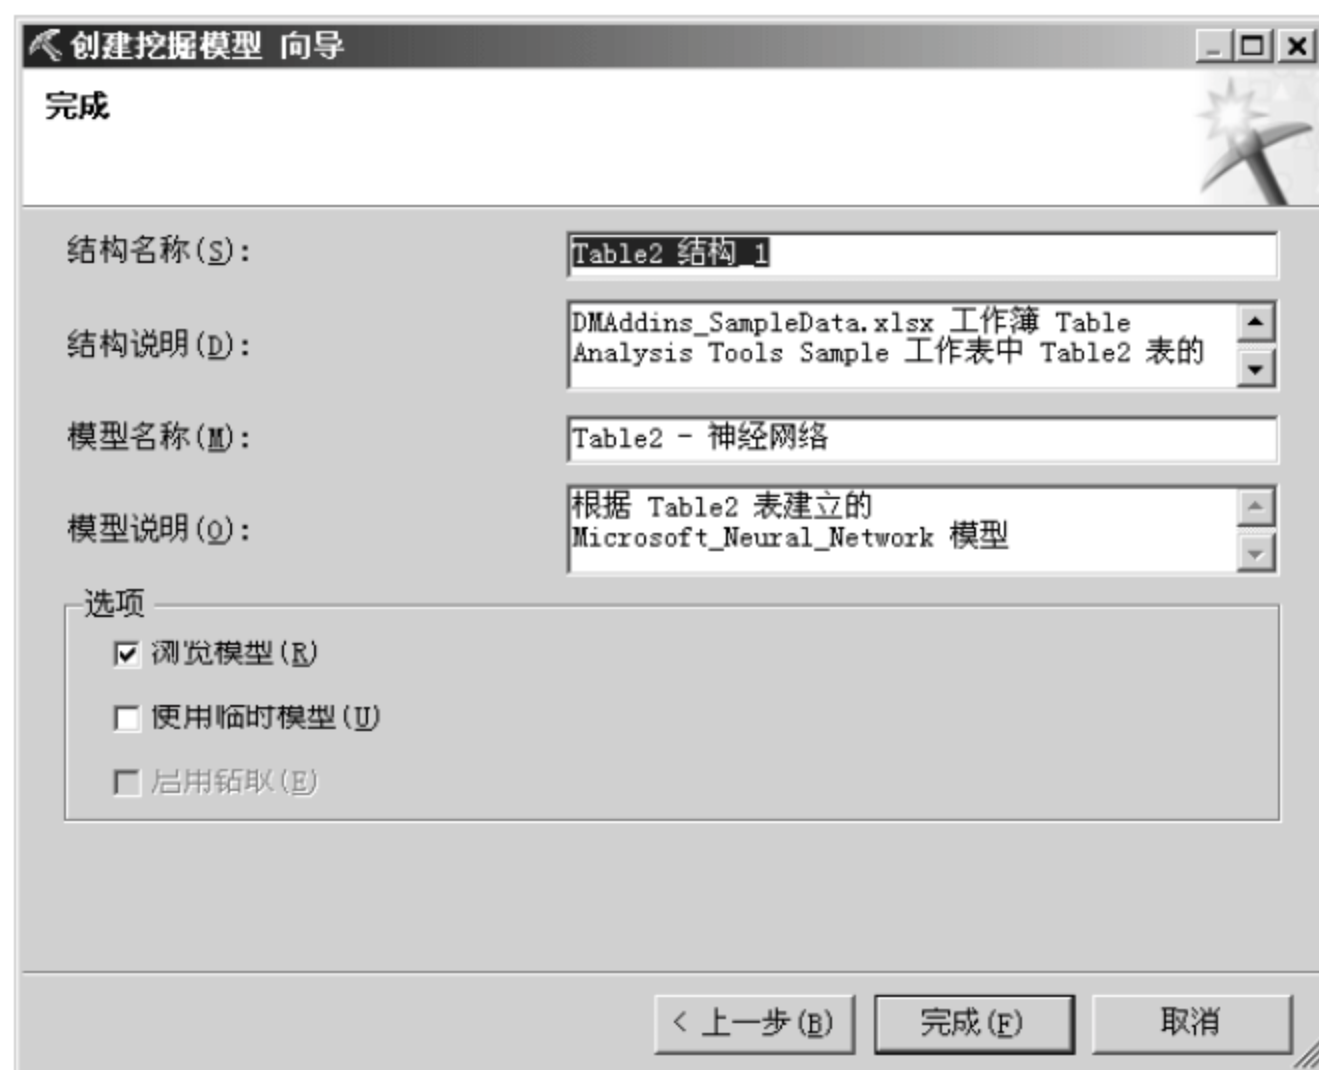 创建挖掘模型 向导
完成
结构名称(S):
Table2 结构_1
结构说明(D):
DMAddins_SampleData.xlsx 工作簿 Table
Analysis Tools Sample 工作表中 Table2 表的
模型名称(M):
Table2 - 神经网络
模型说明(O):
根据 Table2 表建立的
Microsoft_Neural_Network 模型
选项
浏览模型(R)
使用临时模型(U)
启用钻取(E)
< 上一步(B)
完成(F)
取消